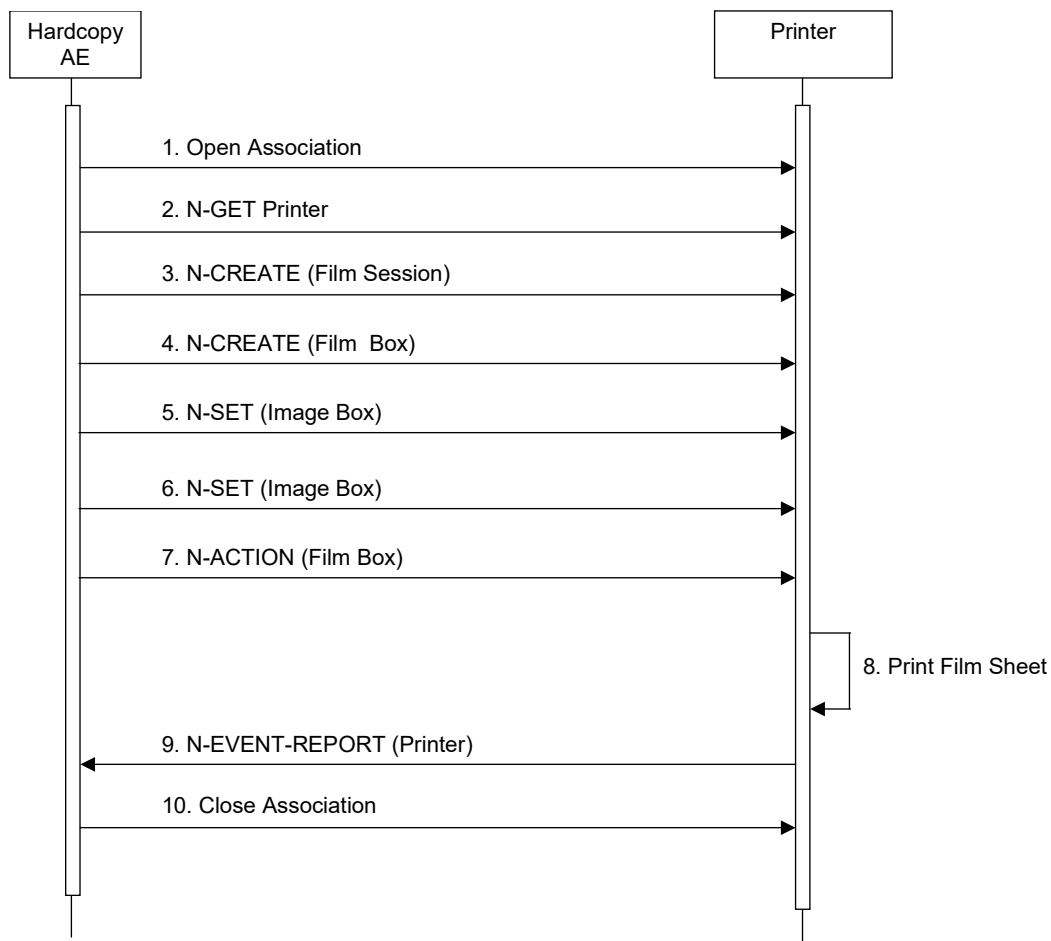 Hardcopy
AE
Printer
1. Open Association
2. N-GET Printer
3. N-CREATE (Film Session)
4. N-CREATE (Film  Box)
5. N-SET (Image Box)
6. N-SET (Image Box)
7. N-ACTION (Film Box)
8. Print Film Sheet
9. N-EVENT-REPORT (Printer)
10. Close Association